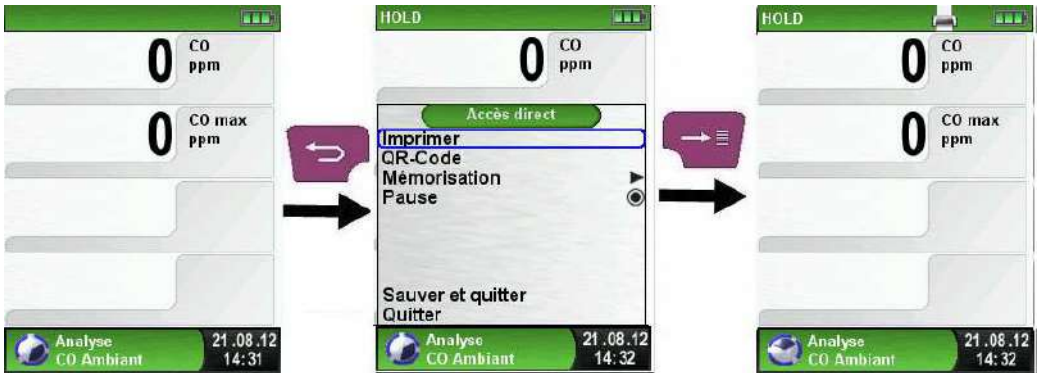 0 CO ppm
0 CO max ppm
Analyse
CO Ambiant
21.08.12
14:31
HOLD
0 CO ppm
Accès direct
Imprimer
QR-Code
Mémorisation
Pause
Sauver et quitter
Quitter
Analyse
CO Ambiant
21.08.12
14:32
HOLD
0 CO ppm
0 CO max ppm
Analyse
CO Ambiant
21.08.12
14:32